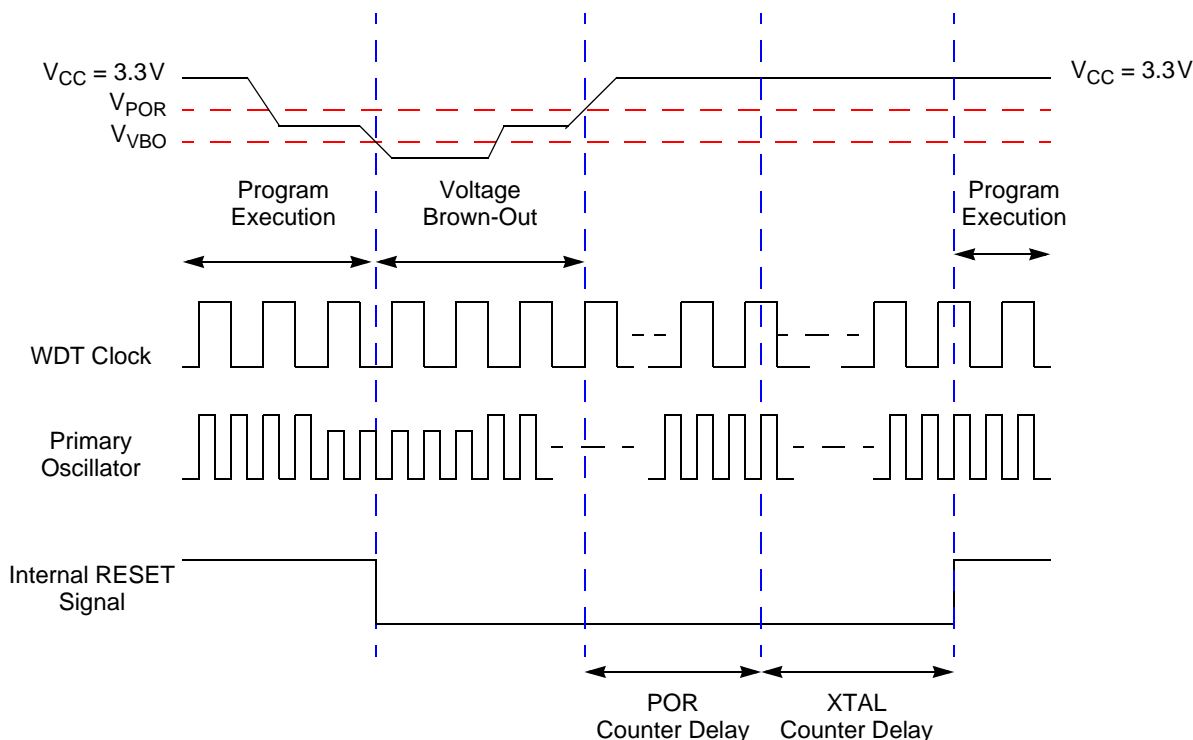 VCC = 3.3V
VCC = 3.3V
VPOR
VVBO
Program
Execution
Voltage
Brown-Out
Program
Execution
WDT Clock
Primary
Oscillator
Internal RESET
Signal
POR
Counter Delay
XTAL
Counter Delay